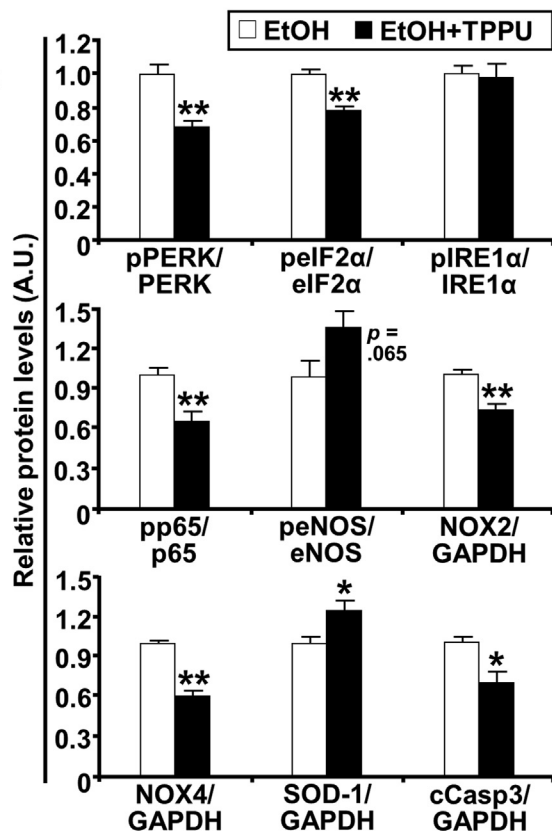 EtOH EtOH+TPPU
Relative protein levels (A.U.)
1.2
1.0
0.8
0.6
0.4
0.2
0
** **
pPERK/ peIF2α/ pIRE1α/
PERK eIF2α IRE1α
1.5
1.2
0.9
0.6
0.3
0
** p = **
.065
pp65/ peNOS/ NOX2/
p65 eNOS GAPDH
1.5
1.2
0.9
0.6
0.3
0
** * *
NOX4/ SOD-1/ cCasp3/
GAPDH GAPDH GAPDH